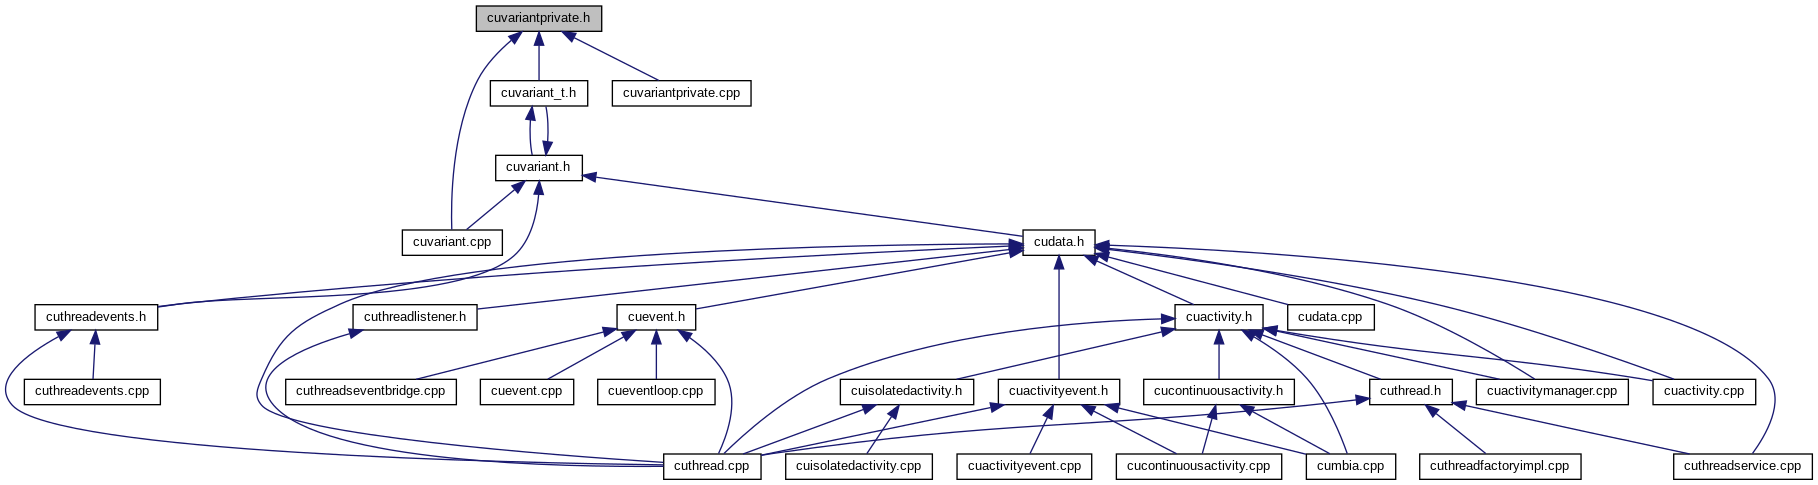 cuvariantprivate.h
cuvariant_t.h
cuvariantprivate.cpp
cuvariant.h
cuvariant.cpp
cudata.h
cuthreadevents.h
cuthreadlistener.h
cuevent.h
cuactivity.h
cudata.cpp
cuthreadevents.cpp
cuthreadseventbridge.cpp
cuevent.cpp
cueventloop.cpp
cuisolatedactivity.h
cuactivityevent.h
cucontinuousactivity.h
cuthread.h
cuactivitymanager.cpp
cuactivity.cpp
cuthread.cpp
cuisolatedactivity.cpp
cuactivityevent.cpp
cucontinuousactivity.cpp
cumbia.cpp
cuthreadfactoryimpl.cpp
cuthreadservice.cpp